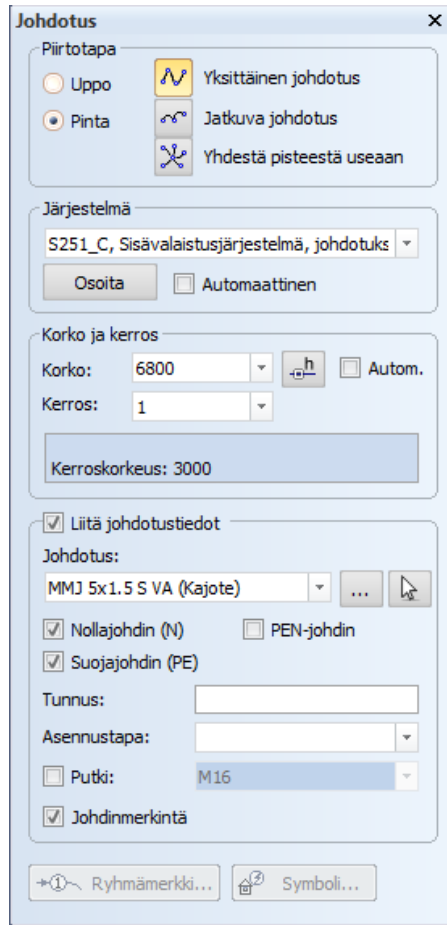 Johdotus
Piirtotapa
Uppo
Pinta
Yksittäinen johdotus
Jatkuva johdotus
Yhdestä pisteestä useaan
Järjestelmä
S251_C, Sisävalaistusjärjestelmä, johdotuks
Osoita
Automaattinen
Korko ja kerros
Korko: 6800 h Autom.
Kerros: 1
Kerroskorkeus: 3000
Liitä johdotustiedot
Johdotus:
MMJ 5x1.5 S VA (Kajote) ...
Nollajohdin (N) PEN-johdin
Suojajohdin (PE)
Tunnus:
Asennustapa:
Putki: M16
Johdinmerkintä
1 Ryhmämerkki... Symboli...